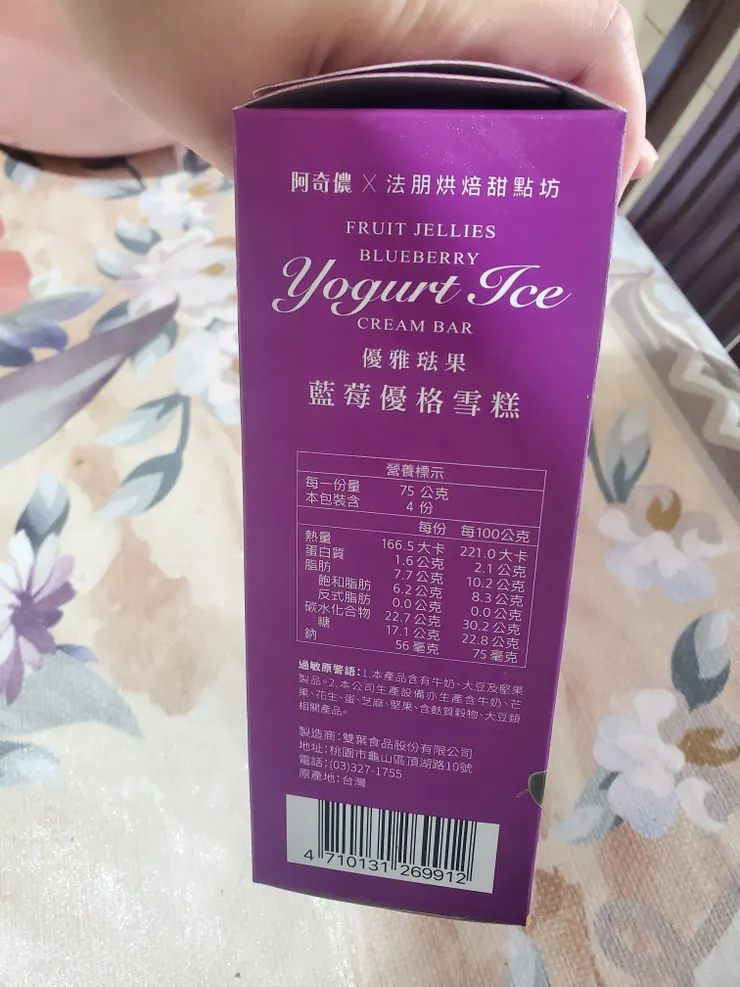 阿奇儂 × 法朋烘焙甜點坊
FRUIT JELLIES
BLUEBERRY
Yogurt Ice
CREAM BAR
優雅琺果
藍莓優格雪糕
營養標示
每一份量 75 公克
本包裝含 4 份
每份 每100公克
熱量 166.5大卡 221.0大卡
蛋白質 1.6公克 2.1公克
脂肪 7.7公克 10.2公克
飽和脂肪 6.2公克 8.3公克
反式脂肪 0.0公克 0.0公克
碳水化合物 22.7公克 30.2公克
糖 17.1公克 22.8公克
鈉 56毫克 75毫克
過敏原警語:1.本產品含有牛奶、大豆及堅果
製品。2.本公司生產設備亦生產含牛奶、芒
果、花生、蛋、芝麻、堅果、含麩質穀物、大豆類
相關產品。
製造商:雙葉食品股份有限公司
地址:桃園市龜山區頂湖路10號
電話:(03)327-1755
原產地:台灣
4 710131 269912